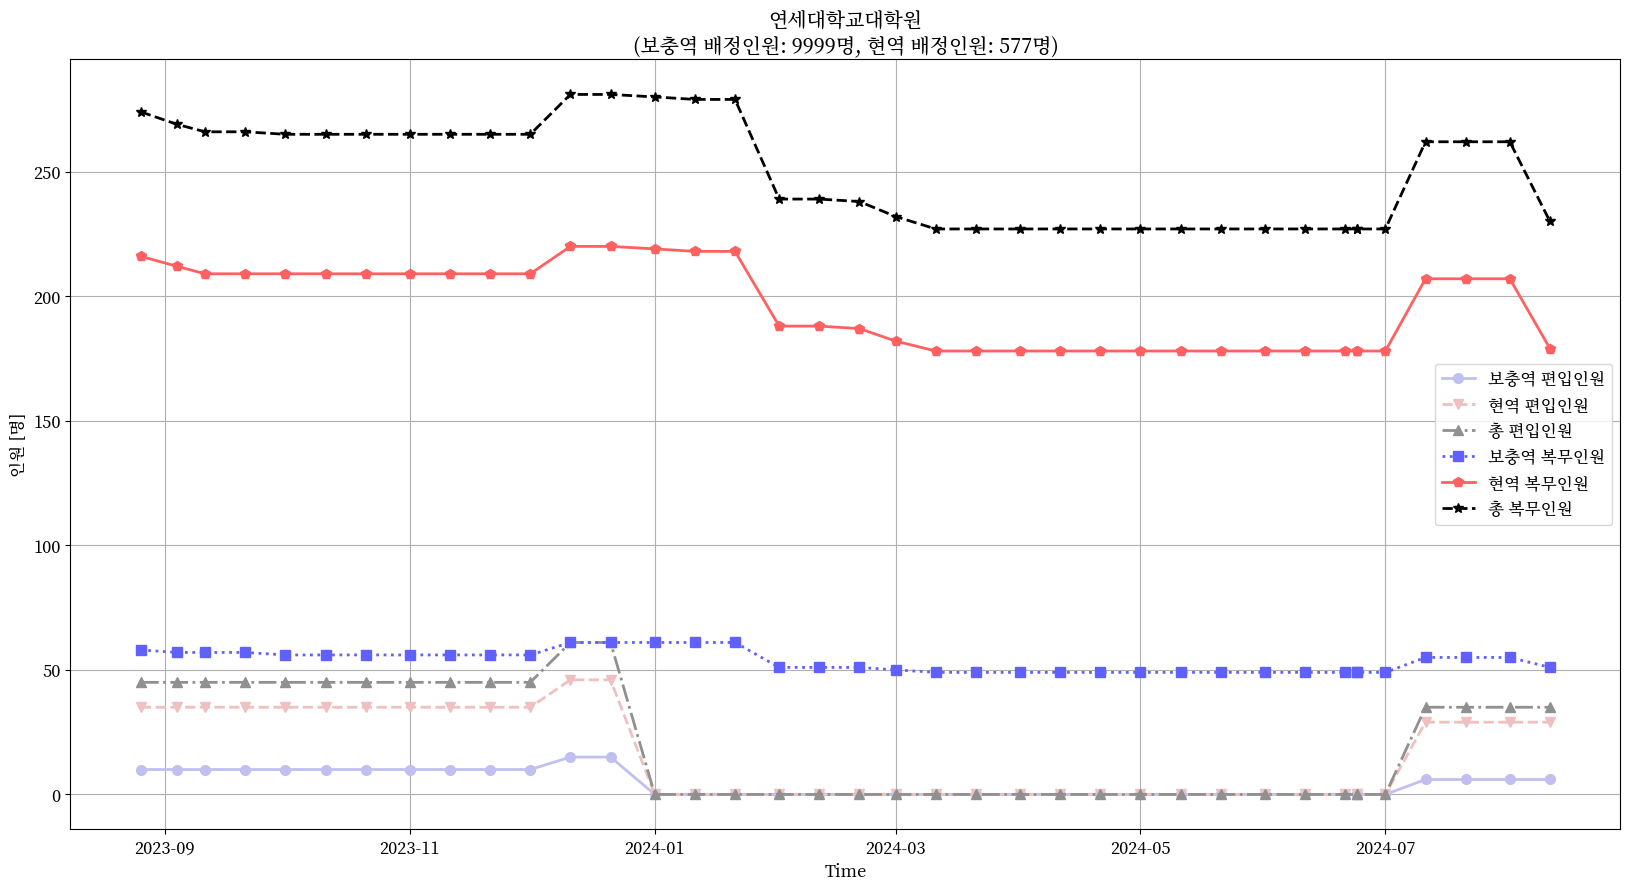 연세대학교대학원
(보충역 배정인원: 9999명, 현역 배정인원: 577명)
인원 [명]
250
200
150
100
50
0
보충역 편입인원
현역 편입인원
총 편입인원
보충역 복무인원
현역 복무인원
총 복무인원
2023-09
2023-11
2024-01
2024-03
2024-05
2024-07
Time